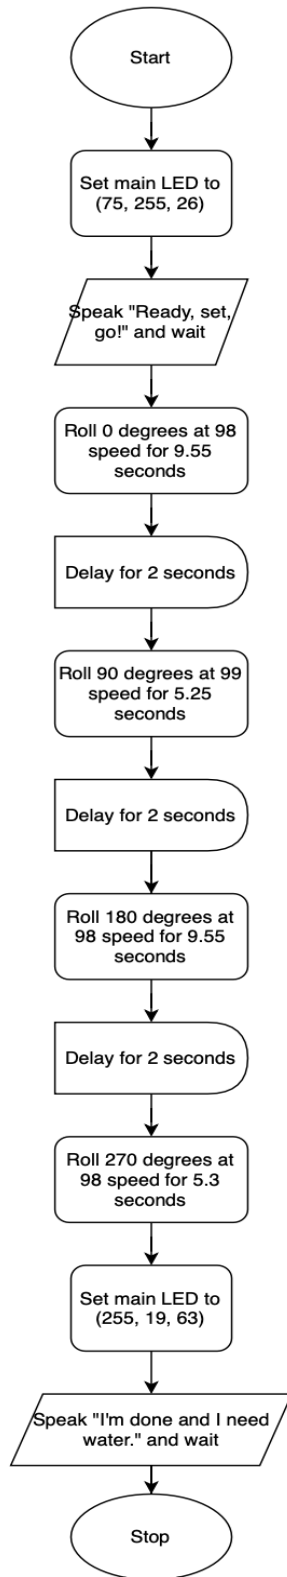 Start
Set main LED to
(75, 255, 26)
Speak "Ready, set,
go!" and wait
Roll 0 degrees at 98
speed for 9.55
seconds
Delay for 2 seconds
Roll 90 degrees at 99
speed for 5.25
seconds
Delay for 2 seconds
Roll 180 degrees at
98 speed for 9.55
seconds
Delay for 2 seconds
Roll 270 degrees at
98 speed for 5.3
seconds
Set main LED to
(255, 19, 63)
Speak "I'm done and I need
water." and wait
Stop